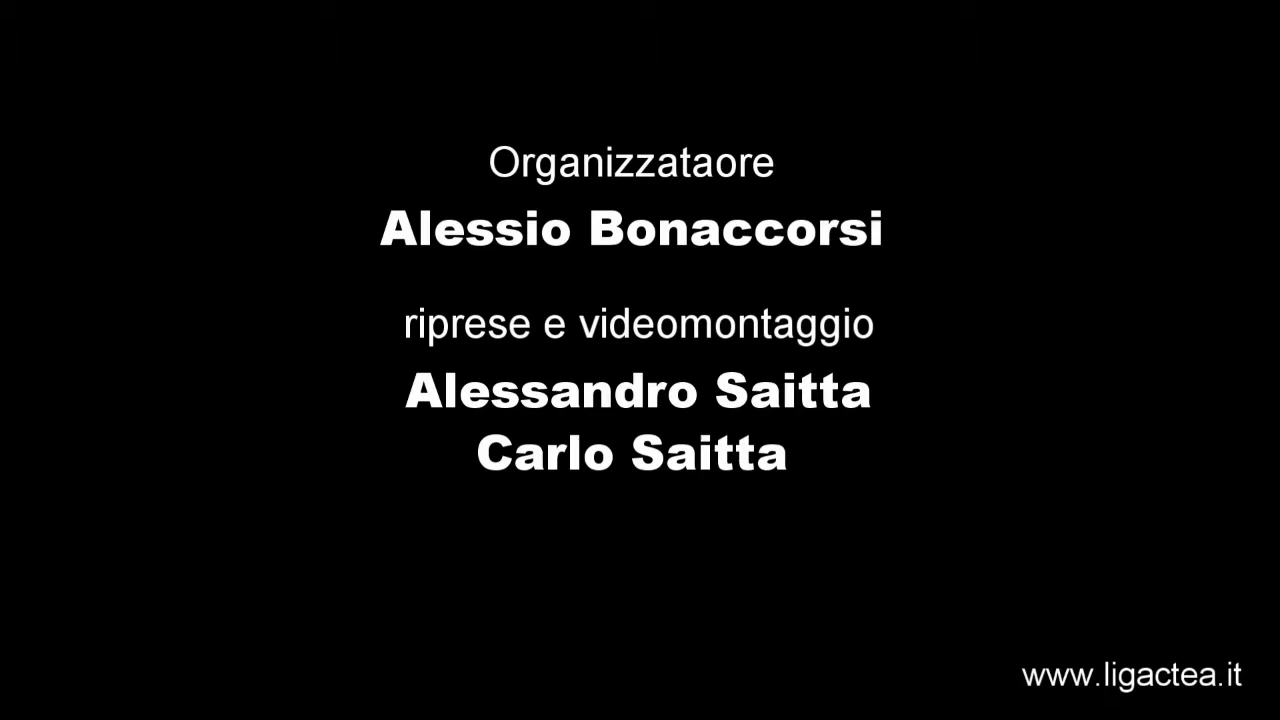 Organizzataore
Alessio Bonaccorsi
riprese e videomontaggio
Alessandro Saitta
Carlo Saitta
www.ligactea.it